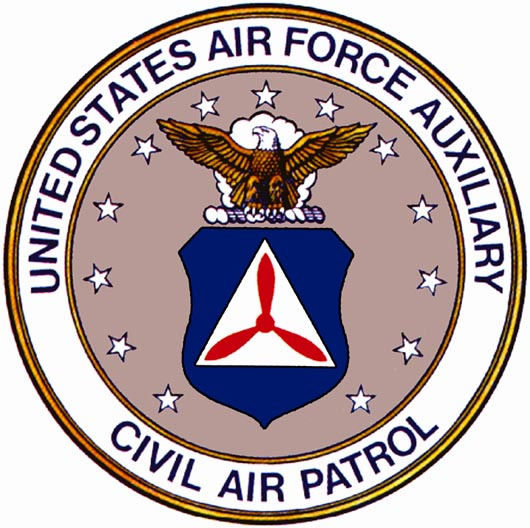 UNITED STATES AIR FORCE AUXILIARY
CIVIL AIR PATROL